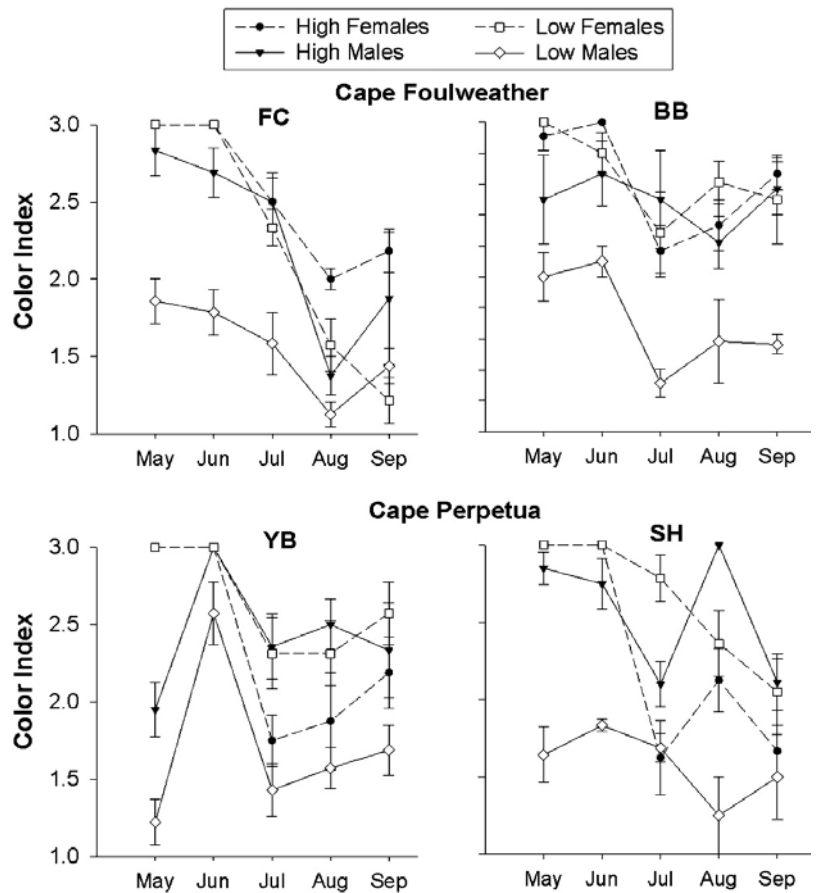 High Females Low Females
High Males Low Males
Cape Foulweather
FC BB
Color Index
3.0
2.5
2.0
1.5
1.0
May Jun Jul Aug Sep May Jun Jul Aug Sep
Cape Perpetua
YB SH
Color Index
3.0
2.5
2.0
1.5
1.0
May Jun Jul Aug Sep May Jun Jul Aug Sep